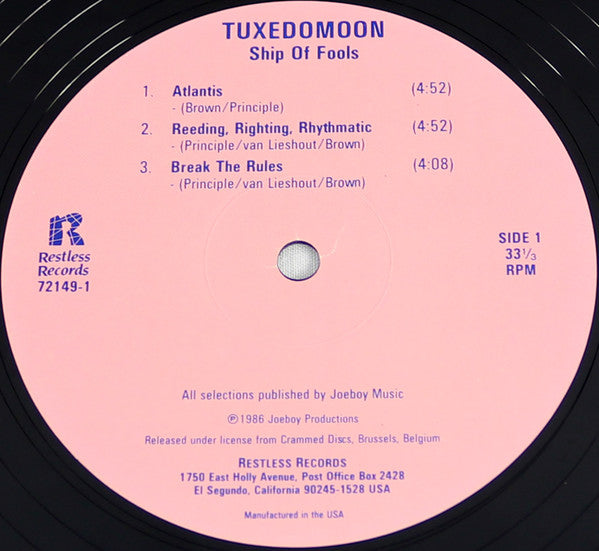 TUXEDOMOON
Ship Of Fools
1. Atlantis (4:52)
- (Brown/Principle)
2. Reeding, Righting, Rhythmatic (4:52)
- (Principle/van Lieshout/Brown)
3. Break The Rules (4:08)
- (Principle/van Lieshout/Brown)
R
Restless
Records
72149-1
SIDE 1
33 1/3
RPM
All selections published by Joeboy Music
℗1986 Joeboy Productions
Released under license from Crammed Discs, Brussels, Belgium
RESTLESS RECORDS
1750 East Holly Avenue, Post Office Box 2428
El Segundo, California 90245-1528 USA
Manufactured in the USA